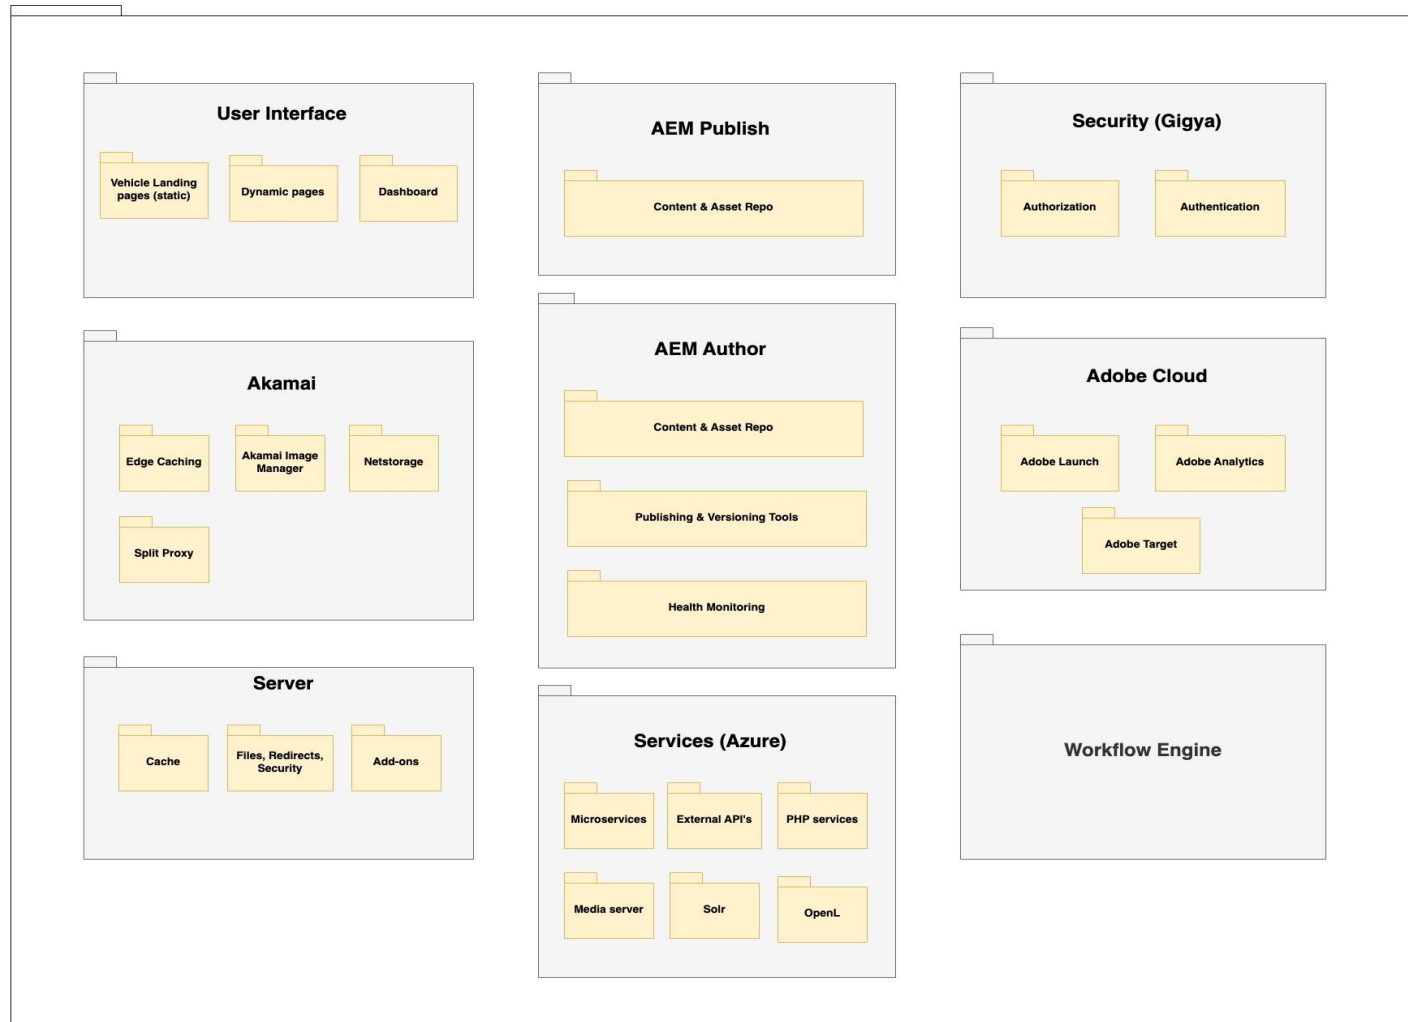 User Interface
Vehicle Landing
pages (static)
Dynamic pages
Dashboard
AEM Publish
Content & Asset Repo
Security (Gigya)
Authorization
Authentication
Akamai
Edge Caching
Akamai Image
Manager
Netstorage
Split Proxy
AEM Author
Content & Asset Repo
Publishing & Versioning Tools
Health Monitoring
Adobe Cloud
Adobe Launch
Adobe Analytics
Adobe Target
Server
Cache
Files, Redirects,
Security
Add-ons
Services (Azure)
Microservices
External API's
PHP services
Media server
Solr
OpenL
Workflow Engine